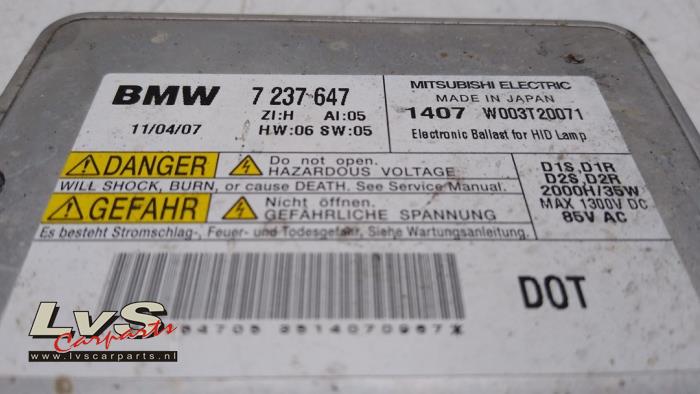 BMW 7 237 647
ZI:H AI:05
11/04/07 H.W:06 SW:05
MITSUBISHI ELECTRIC
MADE IN JAPAN
1407 W003T20071
Electronic Ballast for HID Lamp
DANGER Do not open.
HAZARDOUS VOLTAGE
WILL SHOCK, BURN, or cause DEATH. See Service Manual.
GEFAHR Nicht öffnen.
GEFÄHRLICHE SPANNUNG
Es besteht Stromschlag-, Feuer- und Todesgefahr, Siehe Wartungsanleitung.
D1S,D1R
D2S,D2R
2000H/35W
MAX 1300V DC
85V AC
DOT
LvS
Carparts
www.lvscarparts.nl